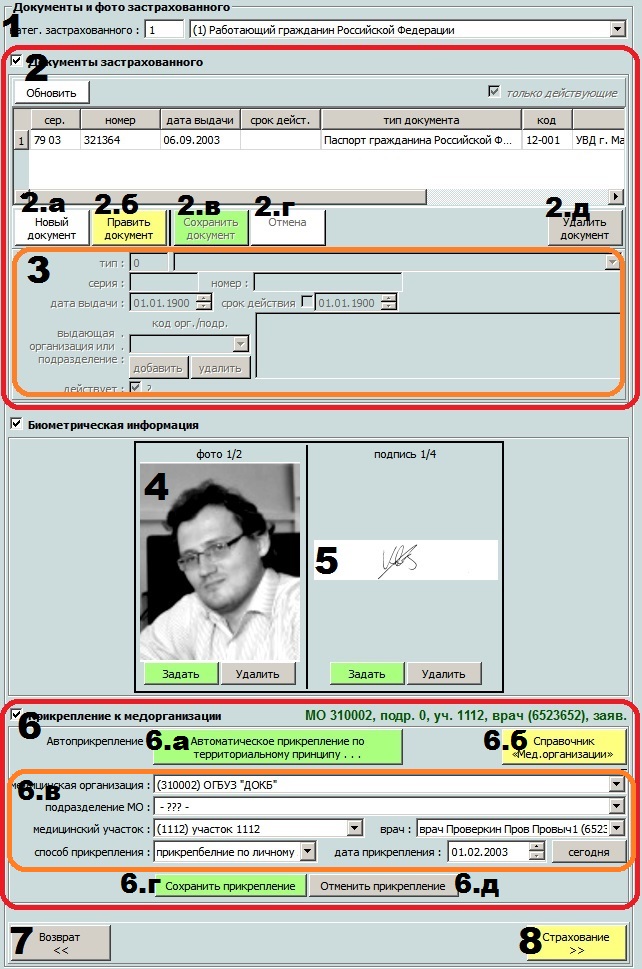 Документы и фото застрахованного
1 катег. застрахованного : 1 (1) Работающий гражданин Российской Федерации
2
Документы застрахованного
Обновить только действующие
сер. номер дата выдачи срок дейст. тип документа код
1 79 03 321364 06.09.2003 Паспорт гражданина Российской Ф... 12-001 УВД г. Ма
2.а 2.б 2.в 2.г 2.д
Новый документ Править документ Сохранить документ Отмена Удалить документ
3
тип : 0
серия : номер :
дата выдачи : 01.01.1900 срок действия 01.01.1900
код орг./подр.
выдающая .
организация или .
подразделение :
добавить удалить
действует : ?
Биометрическая информация
фото 1/2 подпись 1/4
4 5
Задать Удалить Задать Удалить
Прикрепление к медорганизации МО 310002, подр. 0, уч. 1112, врач (6523652), заяв.
6
Автоприкрепление 6.а Автоматическое прикрепление по территориальному принципу . . . 6.б Справочник «Мед.организации»
6.в
медицинская организация : (310002) ОГБУЗ "ДОКБ"
подразделение МО : - ??? -
медицинский участок : (1112) участок 1112 врач : врач Проверкин Пров Провыч1 (6523
способ прикрепления : прикрепбелние по личному дата прикрепления : 01.02.2003 сегодня
6.г Сохранить прикрепление Отменить прикрепление 6.д
7 Возврат << 8 Страхование >>